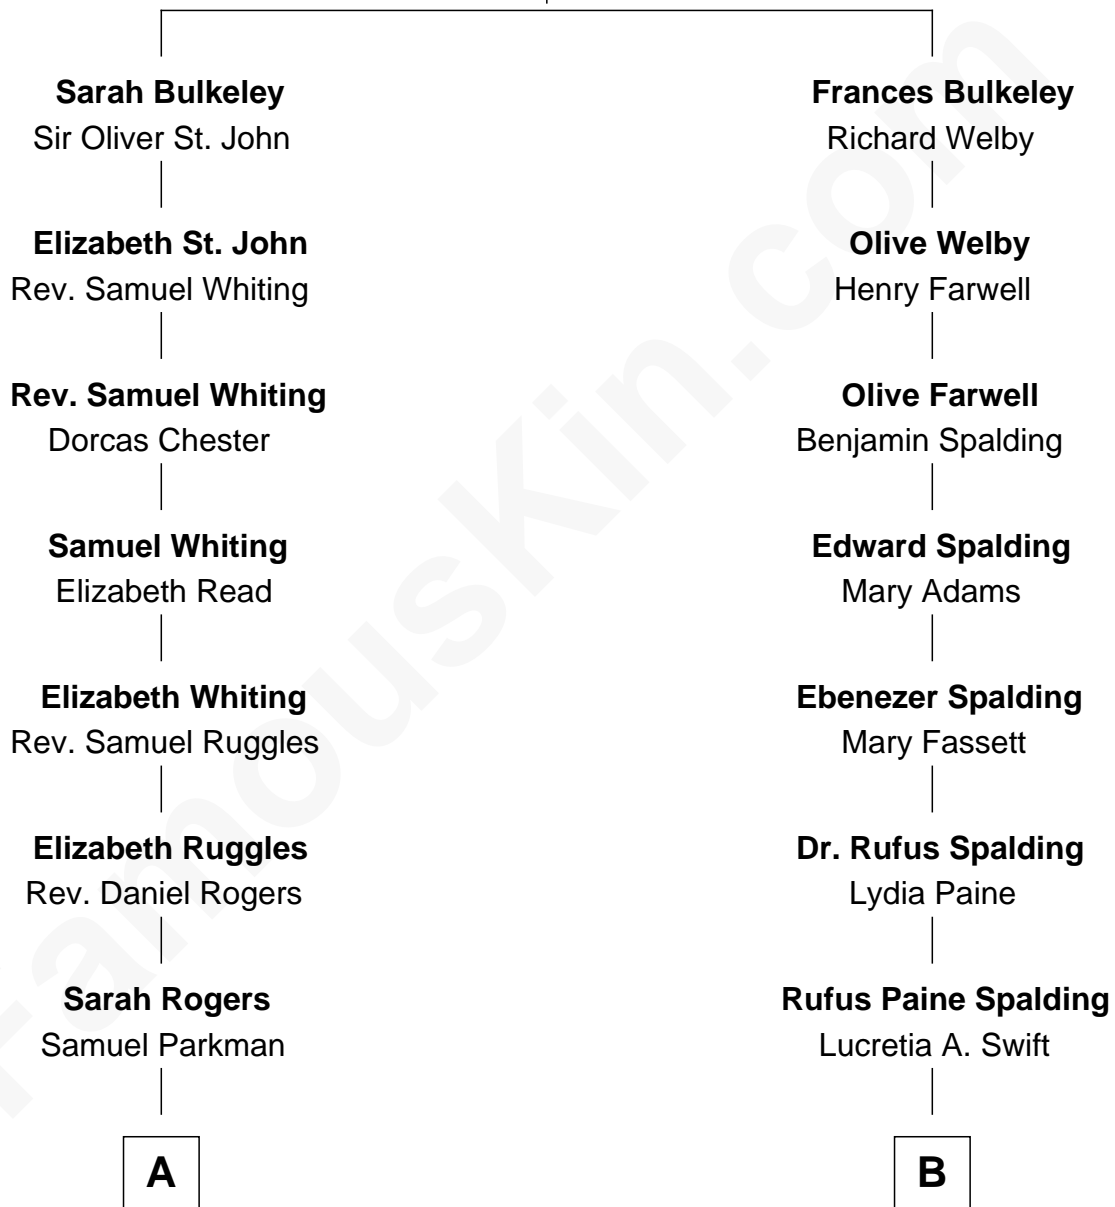 Sarah Bulkeley
Sir Oliver St. John
Elizabeth St. John
Rev. Samuel Whiting
Rev. Samuel Whiting
Dorcas Chester
Samuel Whiting
Elizabeth Read
Elizabeth Whiting
Rev. Samuel Ruggles
Elizabeth Ruggles
Rev. Daniel Rogers
Sarah Rogers
Samuel Parkman
A
Frances Bulkeley
Richard Welby
Olive Welby
Henry Farwell
Olive Farwell
Benjamin Spalding
Edward Spalding
Mary Adams
Ebenezer Spalding
Mary Fassett
Dr. Rufus Spalding
Lydia Paine
Rufus Paine Spalding
Lucretia A. Swift
B
FamousKin.com